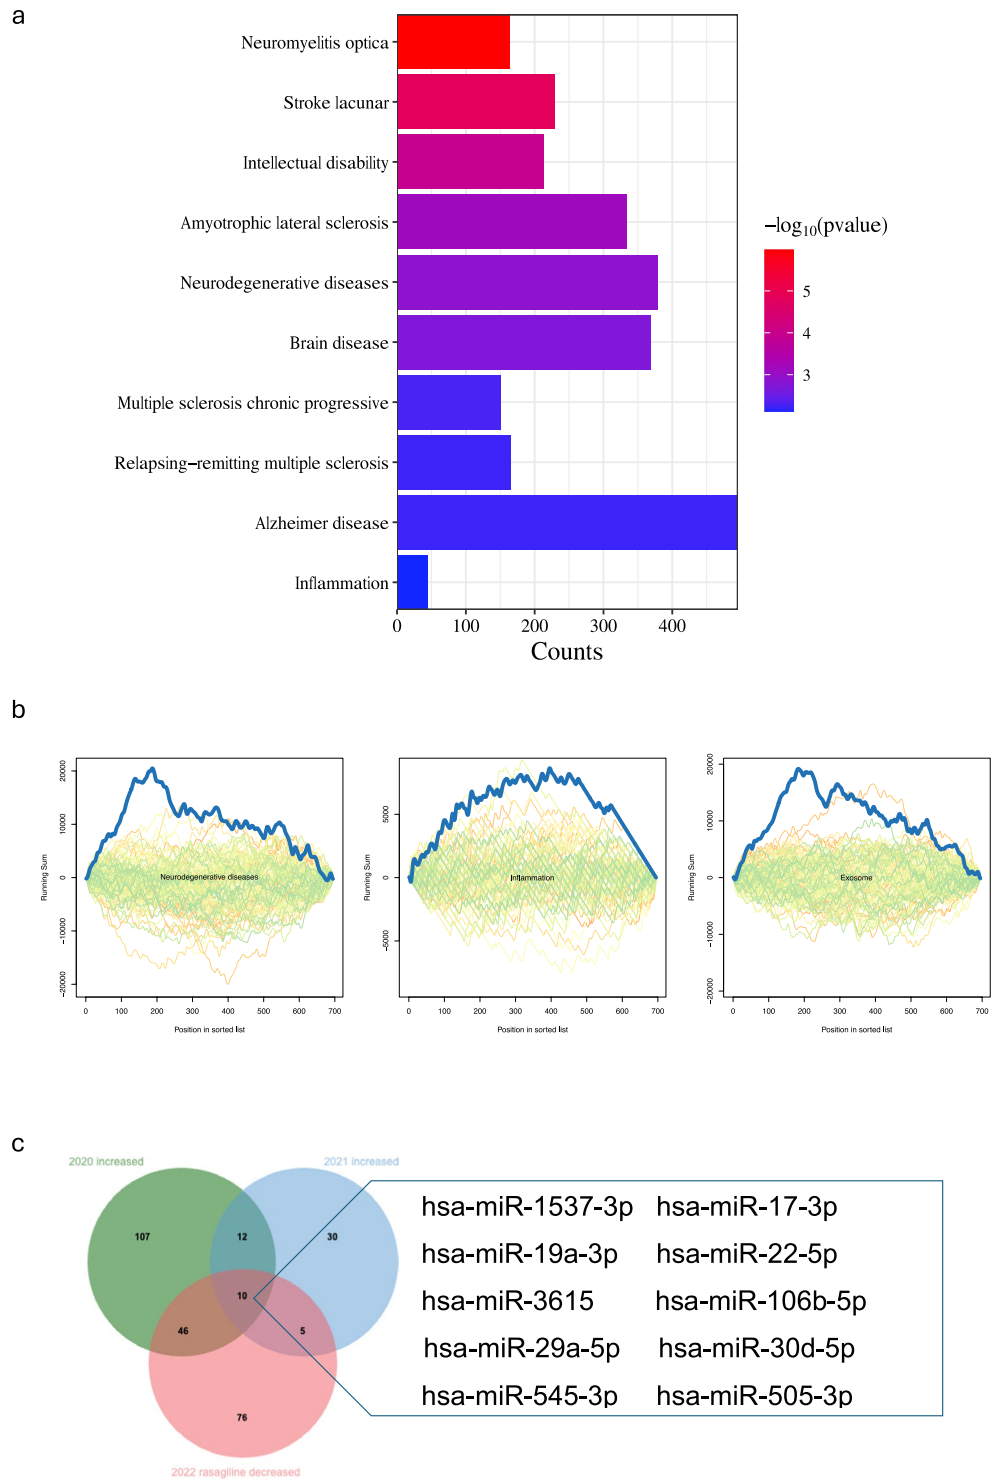 a
Neuromyelitis optica
Stroke lacunar
Intellectual disability
Amyotrophic lateral sclerosis
Neurodegenerative diseases
Brain disease
Multiple sclerosis chronic progressive
Relapsing−remitting multiple sclerosis
Alzheimer disease
Inflammation
0 100 200 300 400
Counts
−log10(pvalue)
5
4
3
b
20000
10000
0
−10000
−20000
Running Sum
Neurodegenerative diseases
0 100 200 300 400 500 600 700
Position in sorted list
5000
0
−5000
Running Sum
Inflammation
0 100 200 300 400 500 600 700
Position in sorted list
20000
10000
0
−10000
−20000
Running Sum
Exosome
0 100 200 300 400 500 600 700
Position in sorted list
c
2020 increased
2021 increased
107
12
30
10
46
5
76
2022 rasagiline decreased
hsa-miR-1537-3p hsa-miR-17-3p
hsa-miR-19a-3p hsa-miR-22-5p
hsa-miR-3615 hsa-miR-106b-5p
hsa-miR-29a-5p hsa-miR-30d-5p
hsa-miR-545-3p hsa-miR-505-3p